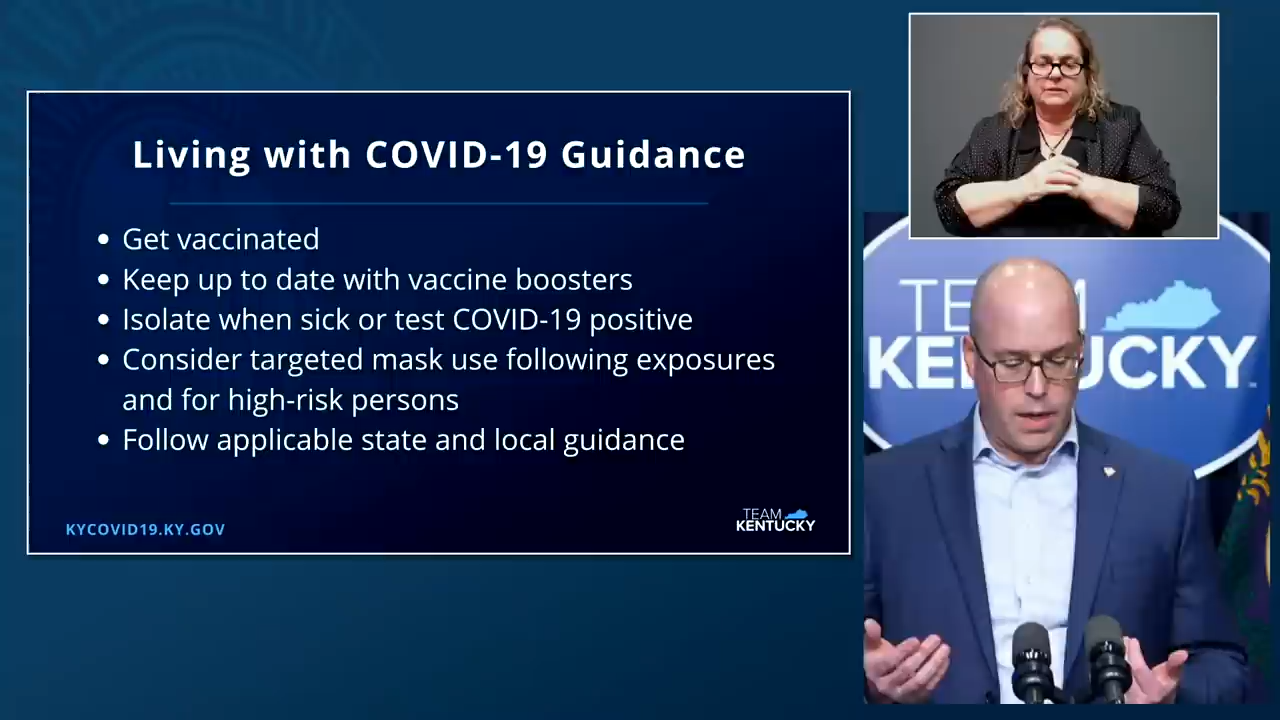 Living with COVID-19 Guidance
• Get vaccinated
• Keep up to date with vaccine boosters
• Isolate when sick or test COVID-19 positive
• Consider targeted mask use following exposures
and for high-risk persons
• Follow applicable state and local guidance
KYCOVID19.KY.GOV
TEAM
KENTUCKY
TEAM
KENTUCKY